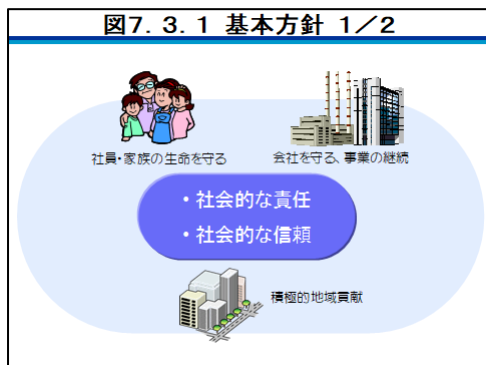 図7．3．1 基本方針 1／2
社員・家族の生命を守る
会社を守る、事業の継続
・社会的な責任
・社会的な信頼
積極的地域貢献